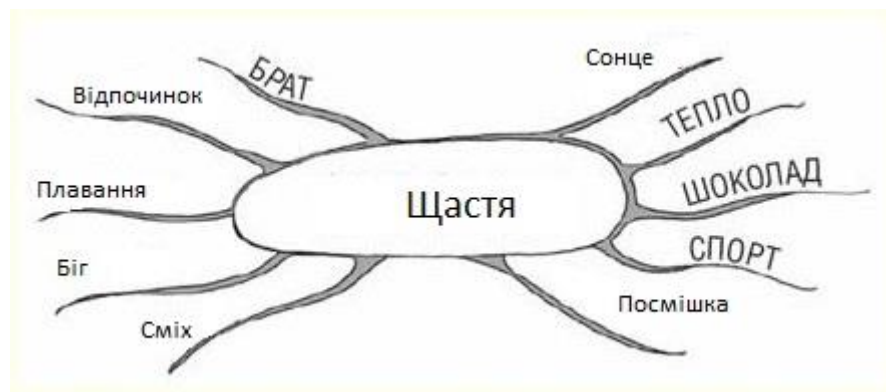 Сонце
БРАТ
Відпочинок
ТЕПЛО
ШОКОЛАД
Плавання
Щастя
СПОРТ
Біг
Посмішка
Сміх